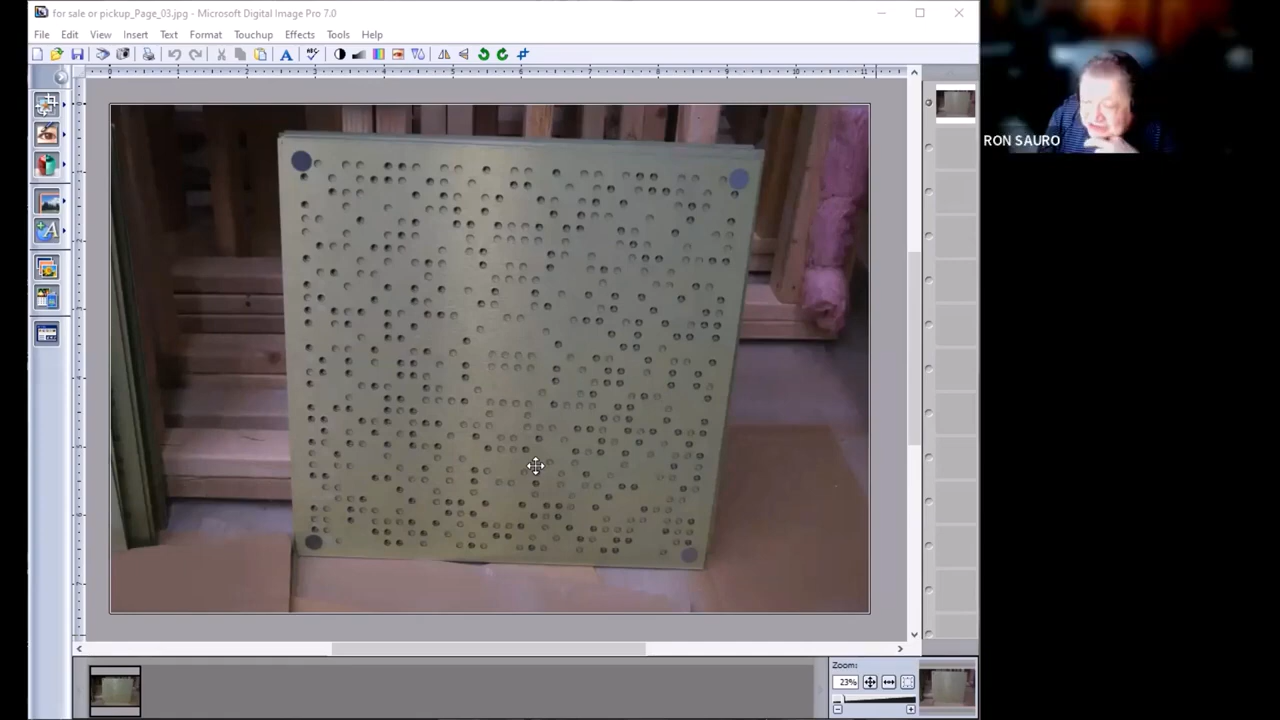 for sale or pickup_Page_03.jpg - Microsoft Digital Image Pro 7.0
File Edit View Insert Text Format Touchup Effects Tools Help
RON SAURO
Zoom:
23%